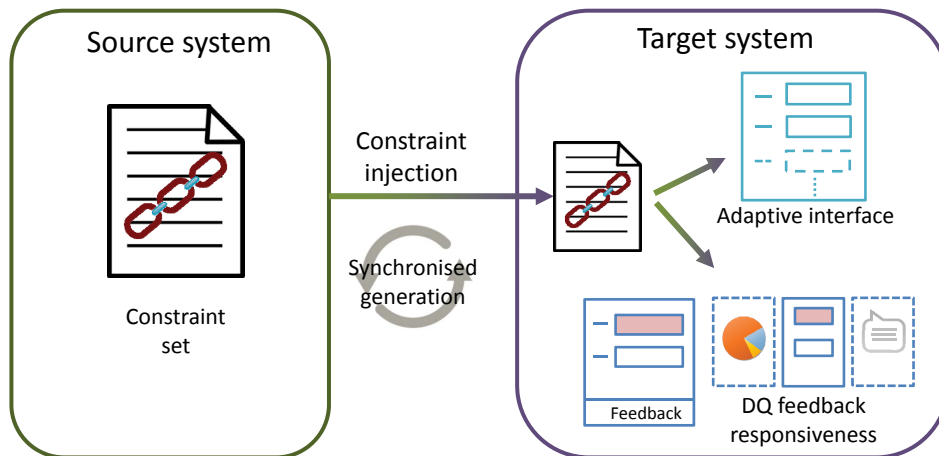 Source system
Target system
Constraint
injection
Synchronised
generation
Constraint
set
Adaptive interface
Feedback
DQ feedback
responsiveness